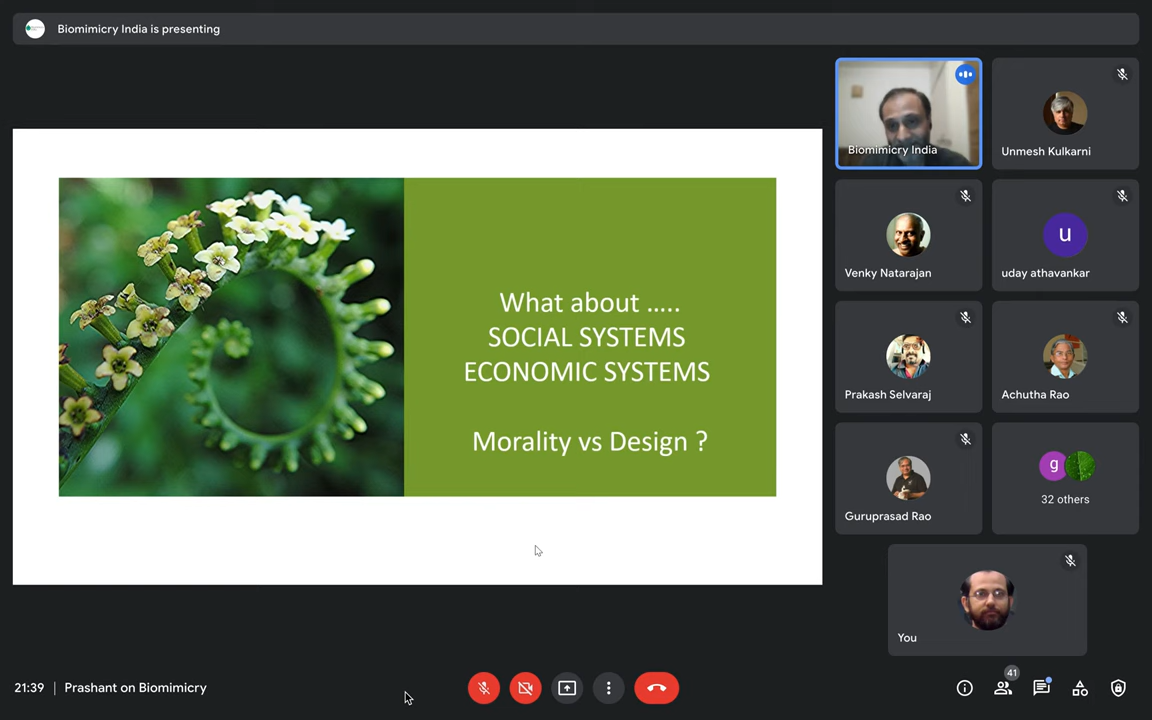 Biomimicry India is presenting
What about .....
SOCIAL SYSTEMS
ECONOMIC SYSTEMS
Morality vs Design ?
Biomimicry India
Unmesh Kulkarni
Venky Natarajan
u
uday athavankar
Prakash Selvaraj
Achutha Rao
Guruprasad Rao
g
32 others
You
21:39 | Prashant on Biomimicry
41